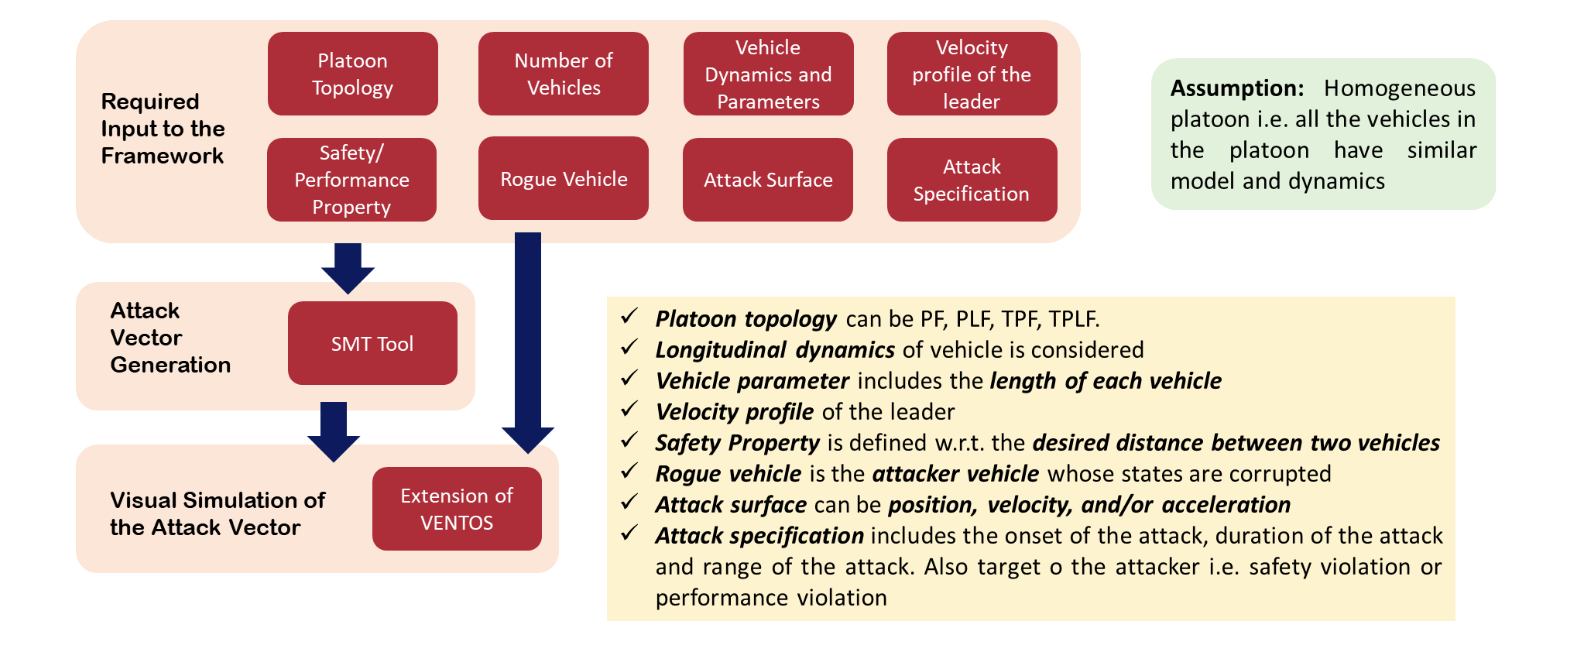 Required
Input to the
Framework
Platoon
Topology
Number of
Vehicles
Vehicle
Dynamics and
Parameters
Velocity
profile of the
leader
Safety/
Performance
Property
Rogue Vehicle
Attack Surface
Attack
Specification
Assumption: Homogeneous
platoon i.e. all the vehicles in
the platoon have similar
model and dynamics
Attack
Vector
Generation
SMT Tool
Visual Simulation of
the Attack Vector
Extension of
VENTOS
✓ Platoon topology can be PF, PLF, TPF, TPLF.
✓ Longitudinal dynamics of vehicle is considered
✓ Vehicle parameter includes the length of each vehicle
✓ Velocity profile of the leader
✓ Safety Property is defined w.r.t. the desired distance between two vehicles
✓ Rogue vehicle is the attacker vehicle whose states are corrupted
✓ Attack surface can be position, velocity, and/or acceleration
✓ Attack specification includes the onset of the attack, duration of the attack
and range of the attack. Also target o the attacker i.e. safety violation or
performance violation